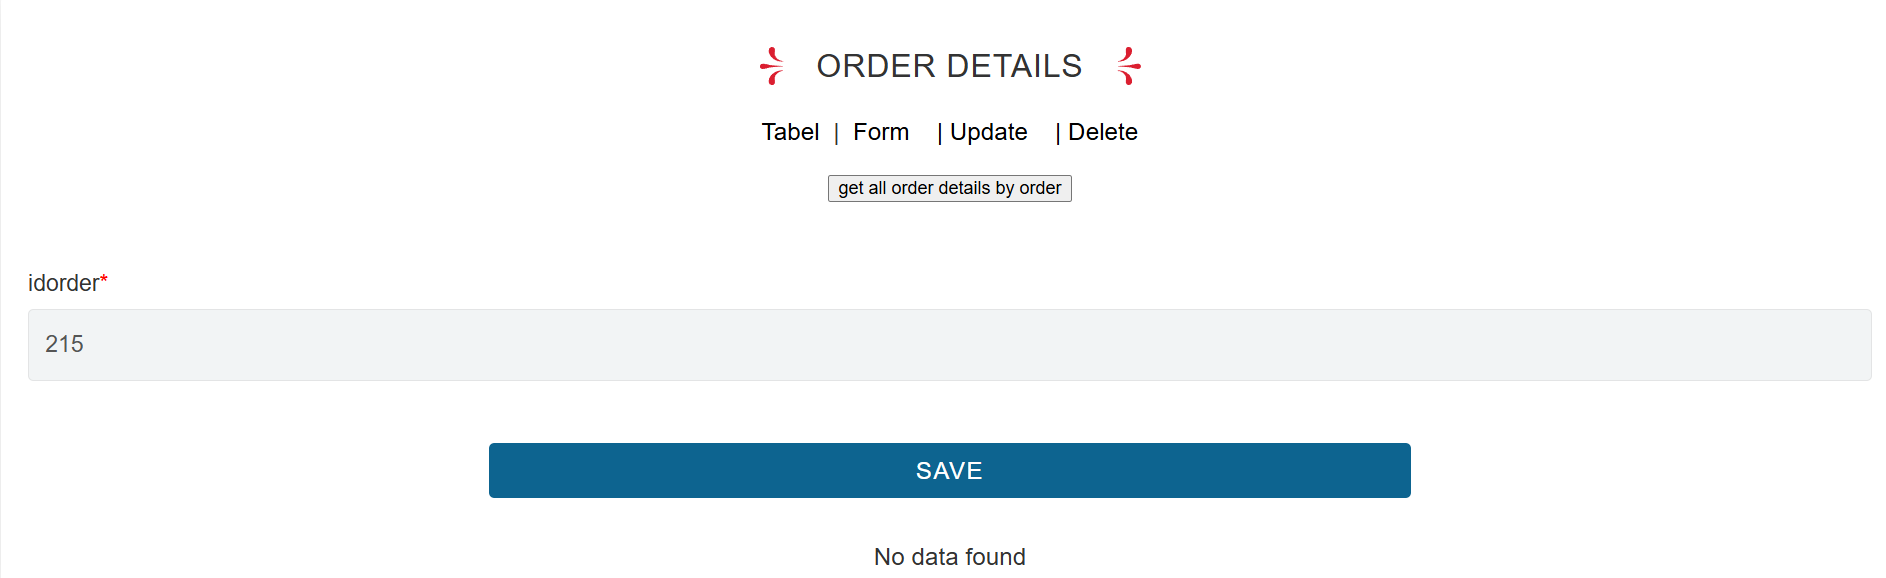 ORDER DETAILS
Tabel | Form | Update | Delete
get all order details by order
idorder*
215
SAVE
No data found